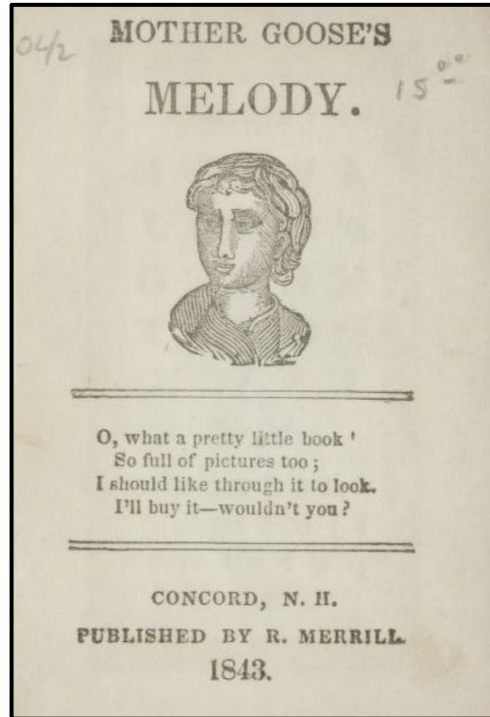 MOTHER GOOSE'S
04/2
15.00
MELODY.
O, what a pretty little book '
So full of pictures too ;
I should like through it to look.
I'll buy it—wouldn't you ?
CONCORD, N. H.
PUBLISHED BY R. MERRILL.
1843.